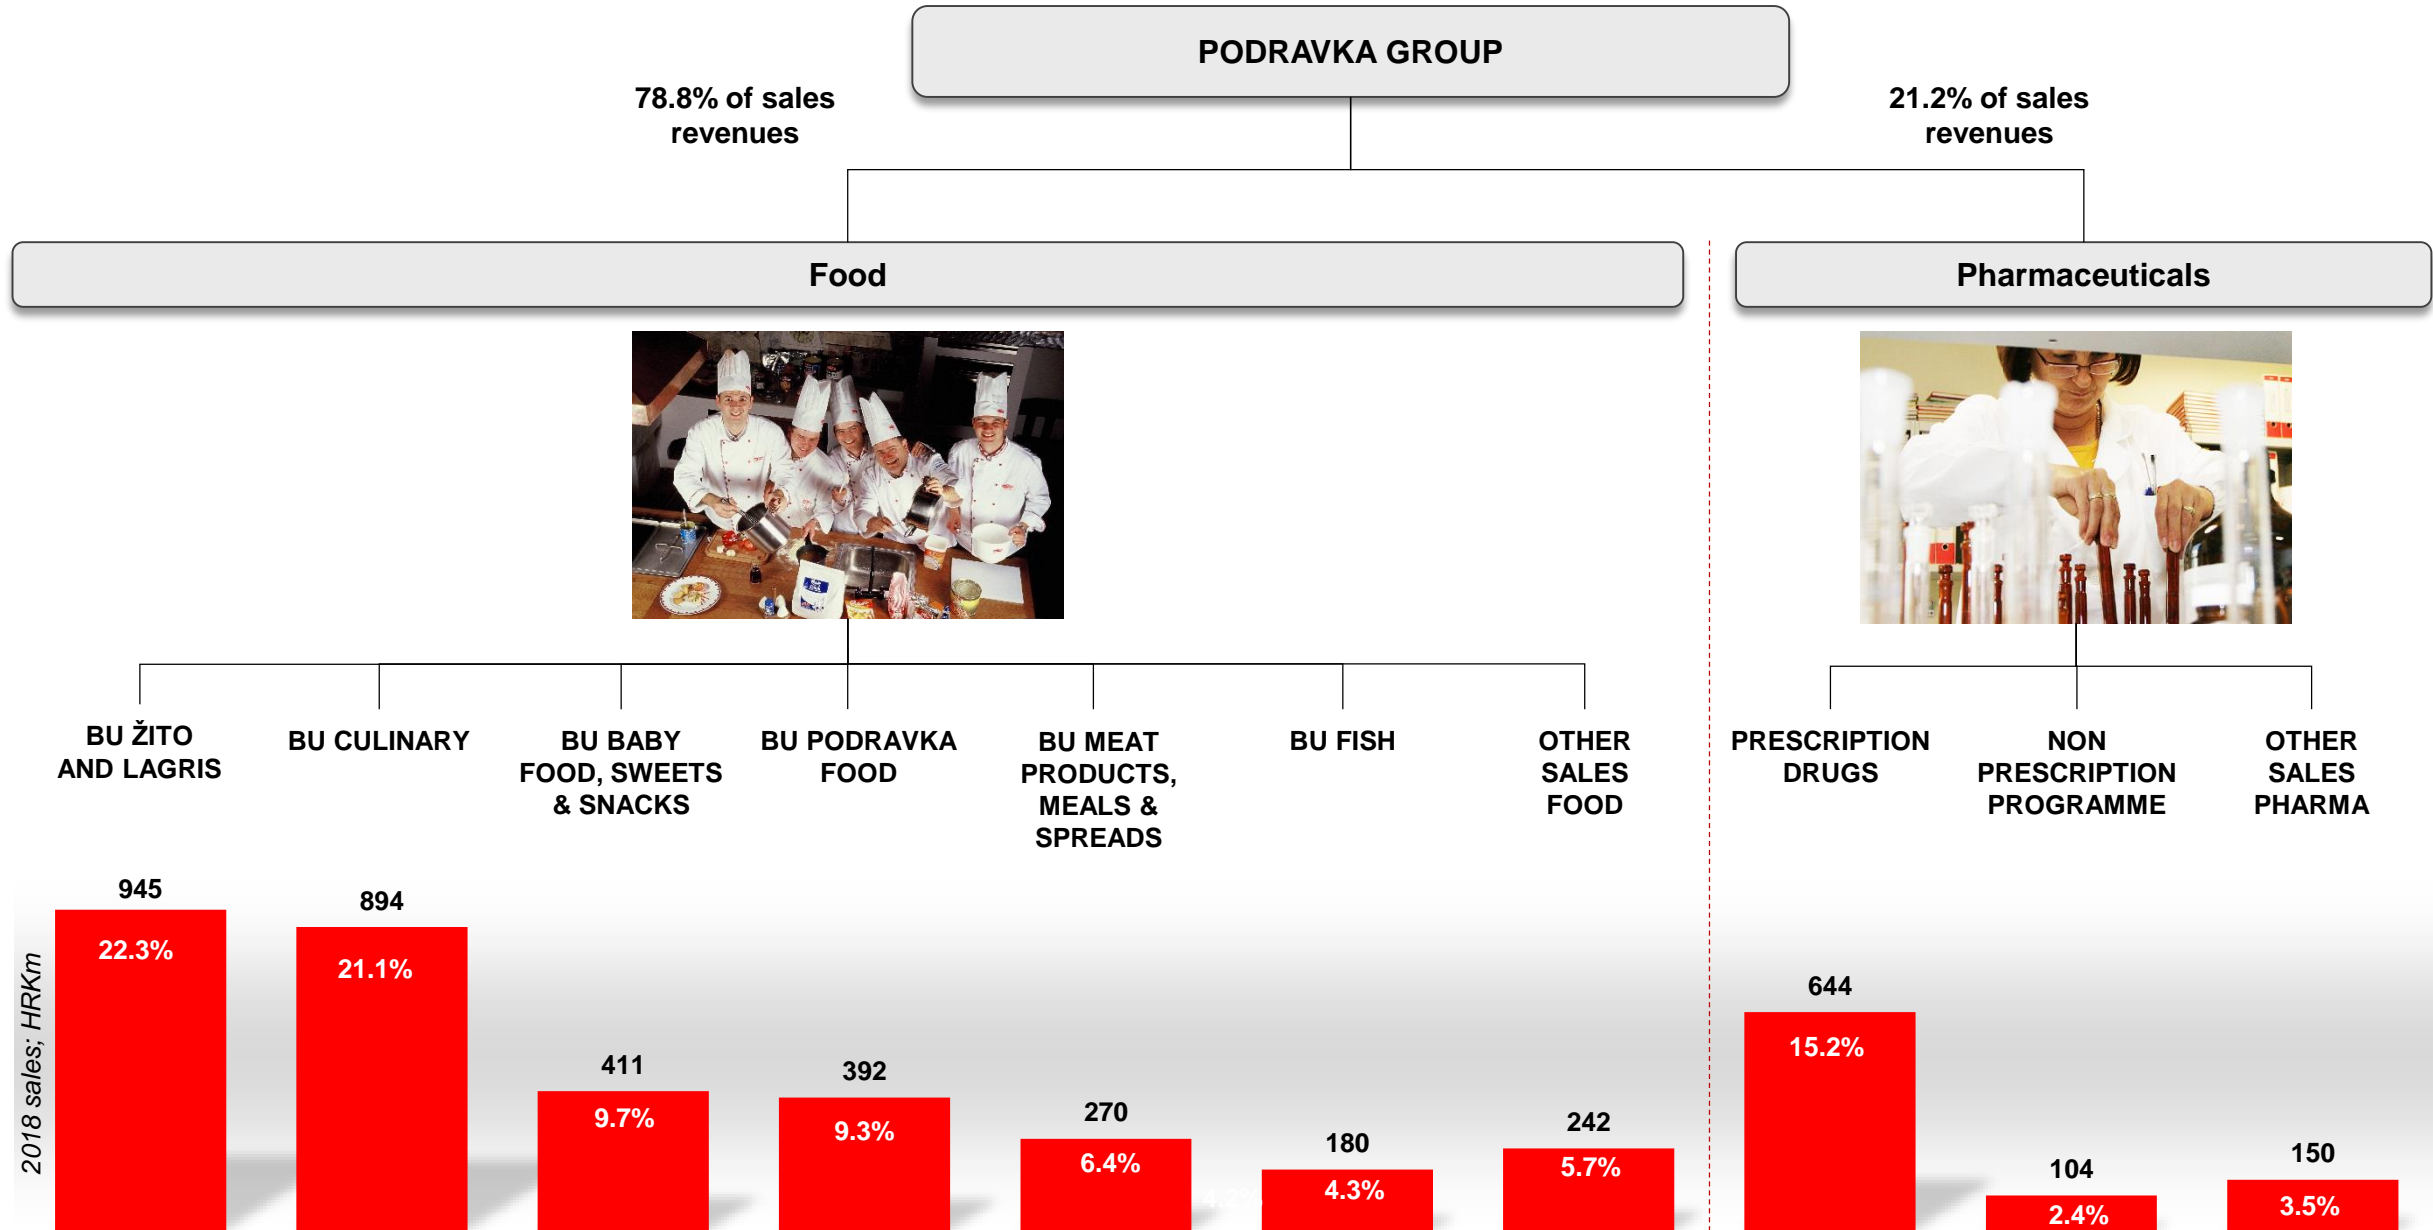 PODRAVKA GROUP
78.8% of sales
revenues
21.2% of sales
revenues
Food
Pharmaceuticals
BU ŽITO
AND LAGRIS
BU CULINARY
BU BABY
FOOD, SWEETS
& SNACKS
BU PODRAVKA
FOOD
BU MEAT
PRODUCTS,
MEALS &
SPREADS
BU FISH
OTHER
SALES
FOOD
PRESCRIPTION
DRUGS
NON
PRESCRIPTION
PROGRAMME
OTHER
SALES
PHARMA
2018 sales; HRKm
945
22.3%
894
21.1%
411
9.7%
392
9.3%
270
6.4%
4.2%
180
4.3%
242
5.7%
644
15.2%
104
2.4%
150
3.5%